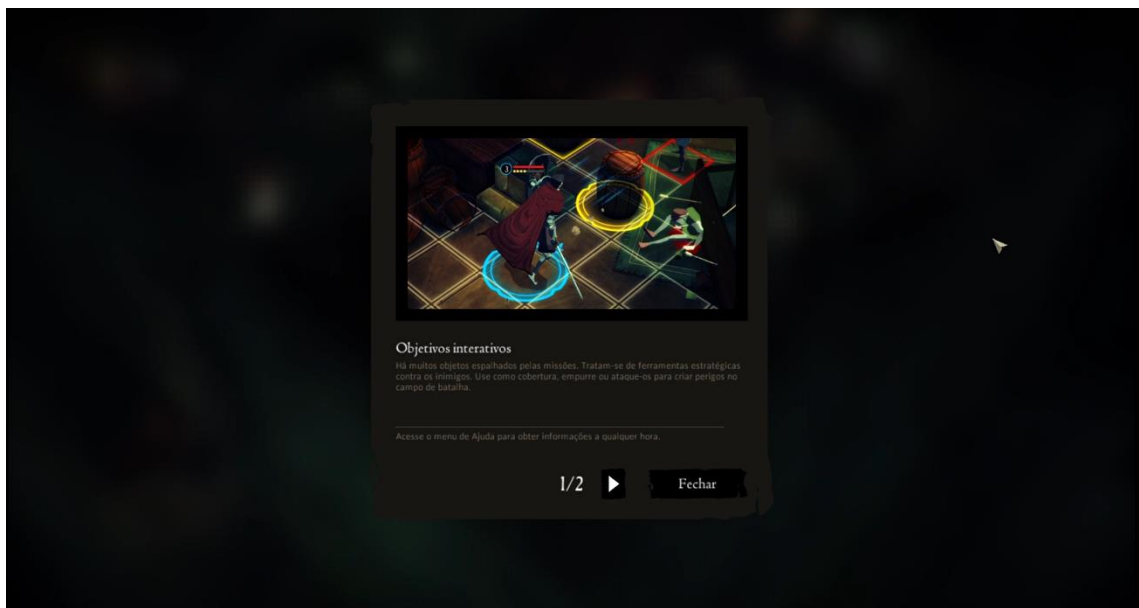 3
Objetivos interativos
Há muitos objetos espalhados pelas missões. Tratam-se de ferramentas estratégicas
contra os inimigos. Use como cobertura, empurre ou ataque-os para criar perigos no
campo de batalha.
Acesse o menu de Ajuda para obter informações a qualquer hora.
1/2
Fechar